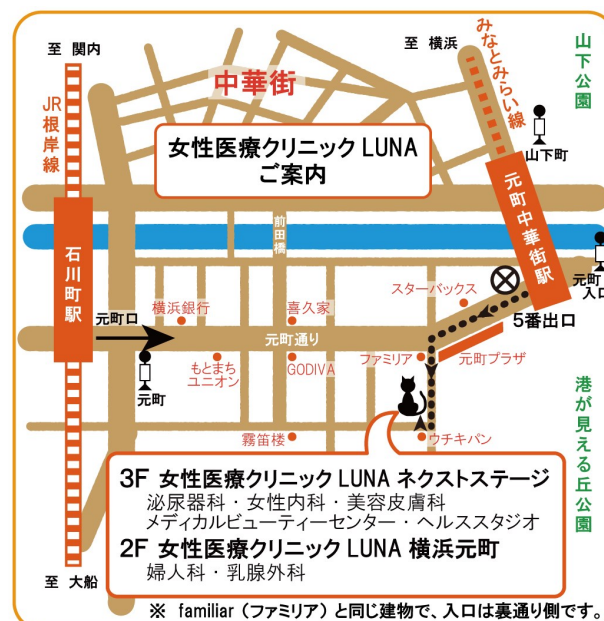 至 関内
至 横浜
山下公園
中華街
みなとみらい線
JR根岸線
山下町
女性医療クリニック LUNA
ご案内
元町中華街駅
前田橋
石川町駅
元町入口
スターバックス
5番出口
横浜銀行
喜久家
元町口
元町通り
ファミリア
元町プラザ
もとまち
ユニオン
GODIVA
元町
港が見える丘公園
霧笛楼
ウチキパン
3F 女性医療クリニック LUNA ネクストステージ
泌尿器科・女性内科・美容皮膚科
メディカルビューティーセンター・ヘルススタジオ
2F 女性医療クリニック LUNA 横浜元町
婦人科・乳腺外科
至 大船
※ familiar（ファミリア）と同じ建物で、入口は裏通り側です。